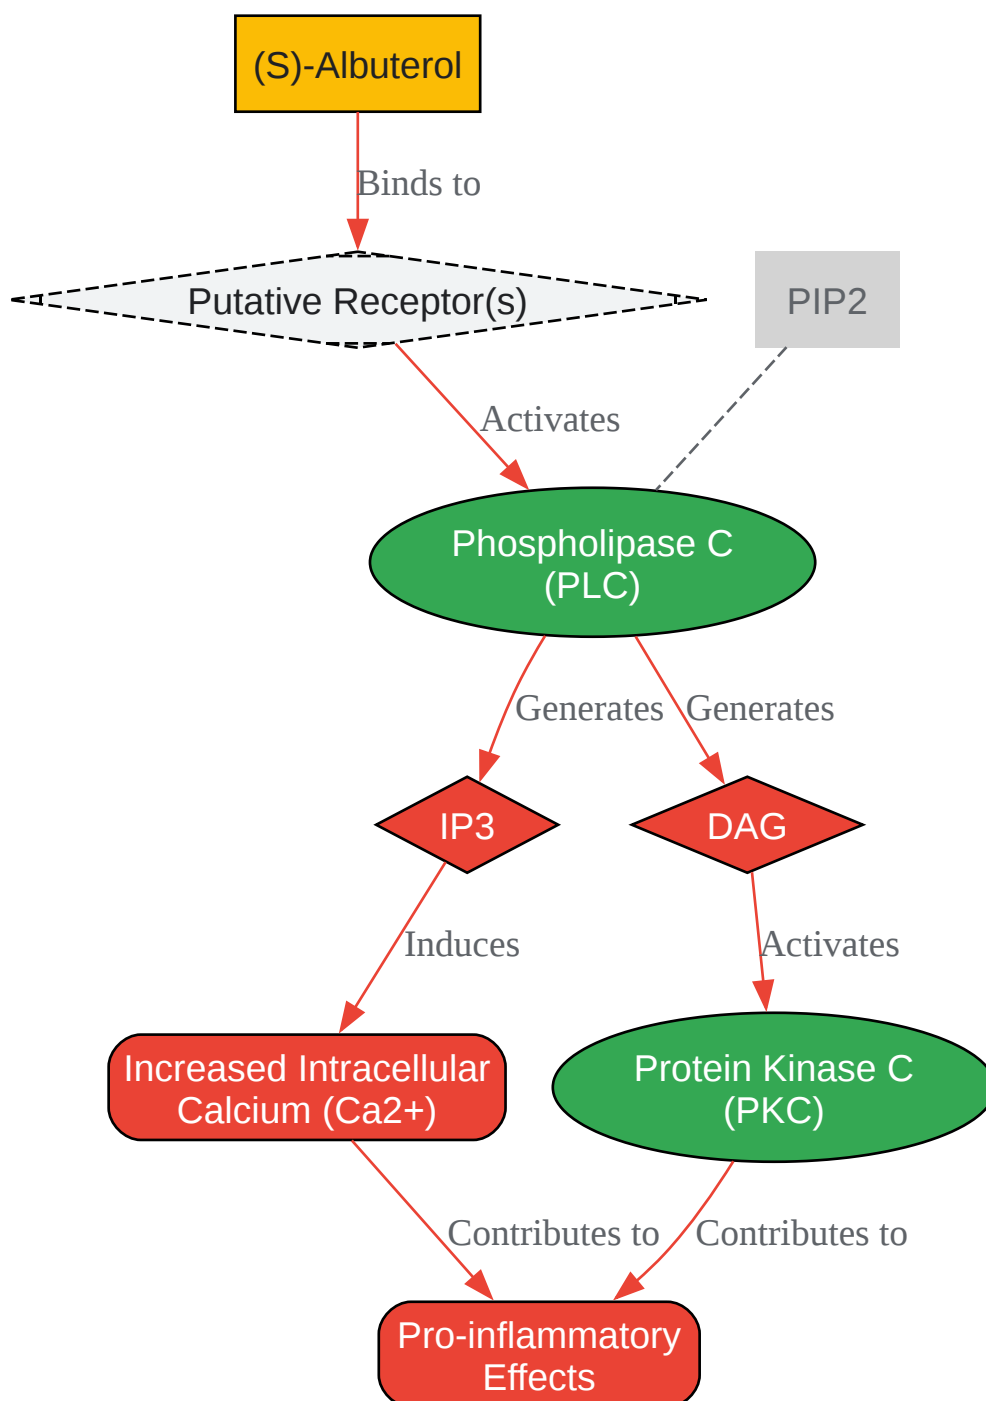 (S)-Albuterol
Binds to
Putative Receptor(s)
PIP2
Activates
Phospholipase C
(PLC)
Generates
Generates
IP3
DAG
Induces
Activates
Increased Intracellular
Calcium (Ca2+)
Protein Kinase C
(PKC)
Contributes to
Contributes to
Pro-inflammatory
Effects